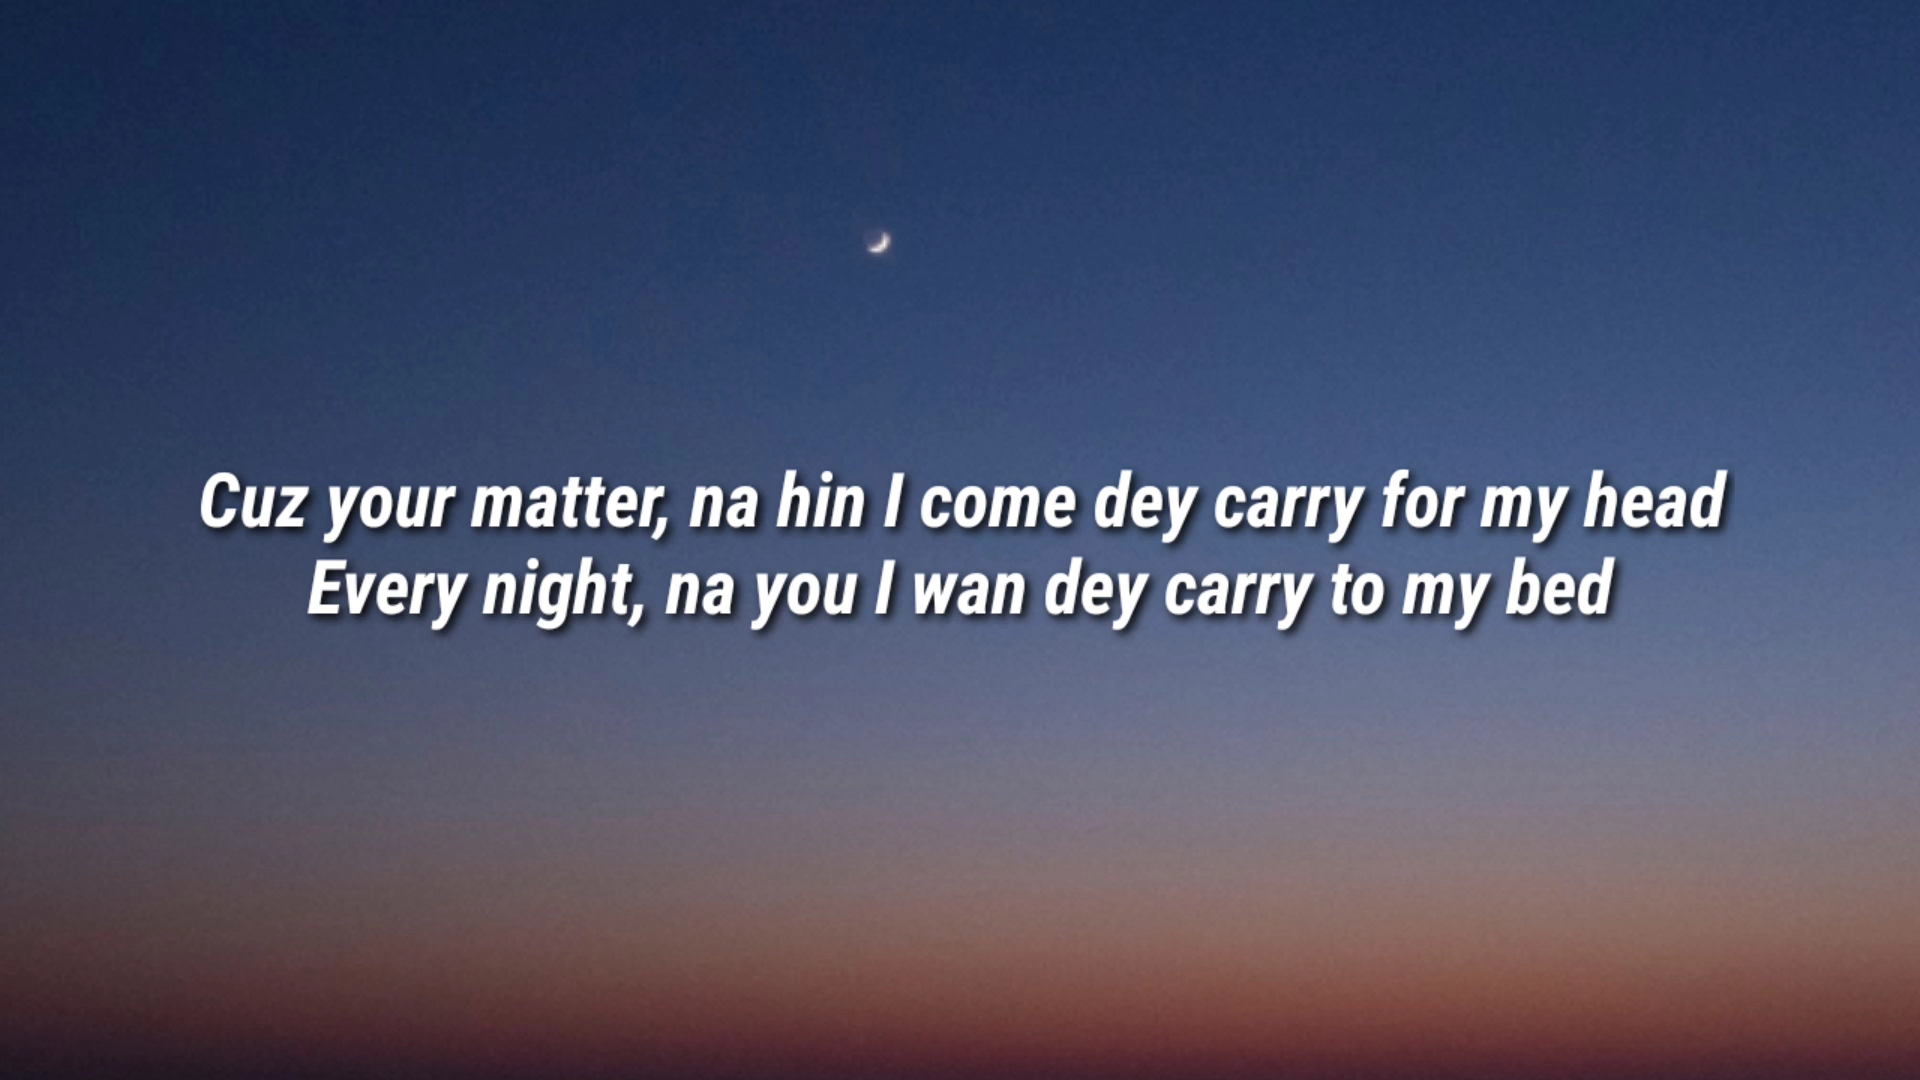 Cuz your matter, na hin I come dey carry for my head
Every night, na you I wan dey carry to my bed